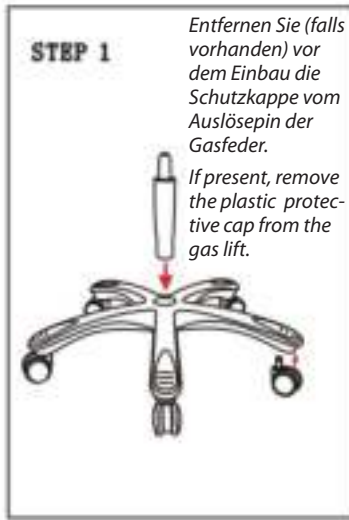 STEP 1
Entfernen Sie (falls
vorhanden) vor
dem Einbau die
Schutzkappe vom
Auslösepin der
Gasfeder.
If present, remove
the plastic protec-
tive cap from the
gas lift.